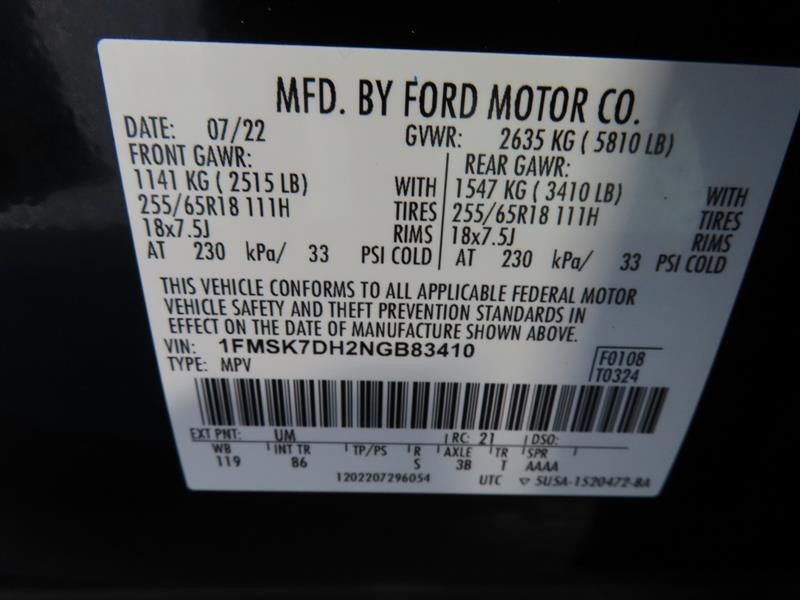 MFD. BY FORD MOTOR CO.
DATE: 07/22 GVWR: 2635 KG ( 5810 LB)
FRONT GAWR: REAR GAWR:
1141 KG ( 2515 LB) WITH 1547 KG ( 3410 LB) WITH
255/65R18 111H TIRES 255/65R18 111H TIRES
18x7.5J RIMS 18x7.5J RIMS
AT 230 kPa/ 33 PSI COLD AT 230 kPa/ 33 PSI COLD
THIS VEHICLE CONFORMS TO ALL APPLICABLE FEDERAL MOTOR
VEHICLE SAFETY AND THEFT PREVENTION STANDARDS IN
EFFECT ON THE DATE OF MANUFACTURE SHOWN ABOVE.
VIN: 1FMSK7DH2NGB83410 F0108
TYPE: MPV T0324
EXT PNT: UM RC: 21 DSO:
WB INT TR TP/PS R AXLE TR SPR
119 86 S 3B T AAAA
1202207296054 UTC ▽ SU5A-1520472-BA